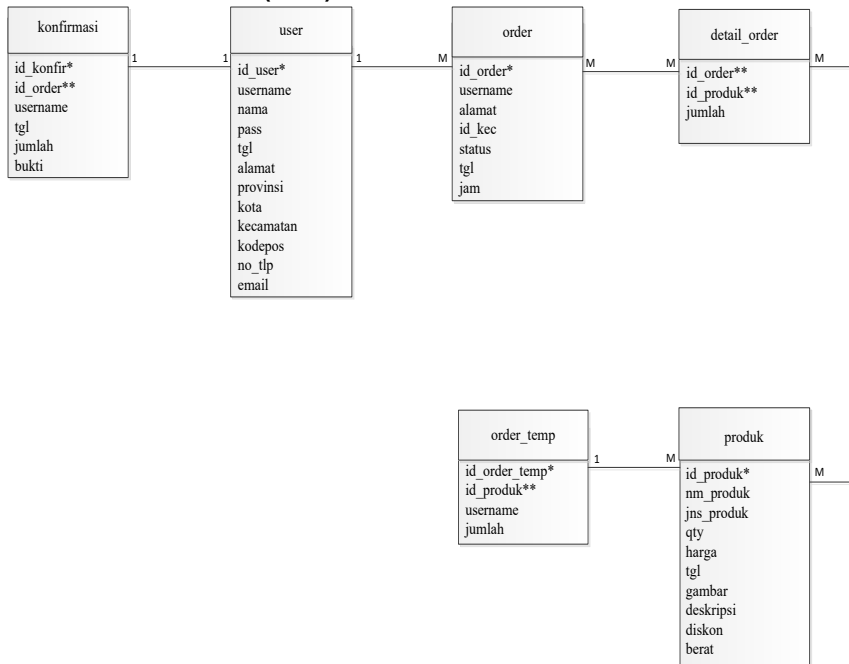 konfirmasi
id_konfir*
id_order**
username
tgl
jumlah
bukti
1
1
user
id_user*
username
nama
pass
tgl
alamat
provinsi
kota
kecamatan
kodepos
no_tlp
email
1
M
order
id_order*
username
alamat
id_kec
status
tgl
jam
M
M
detail_order
id_order**
id_produk**
jumlah
M
order_temp
id_order_temp*
id_produk**
username
jumlah
1
M
produk
id_produk*
nm_produk
jns_produk
qty
harga
tgl
gambar
deskripsi
diskon
berat
M